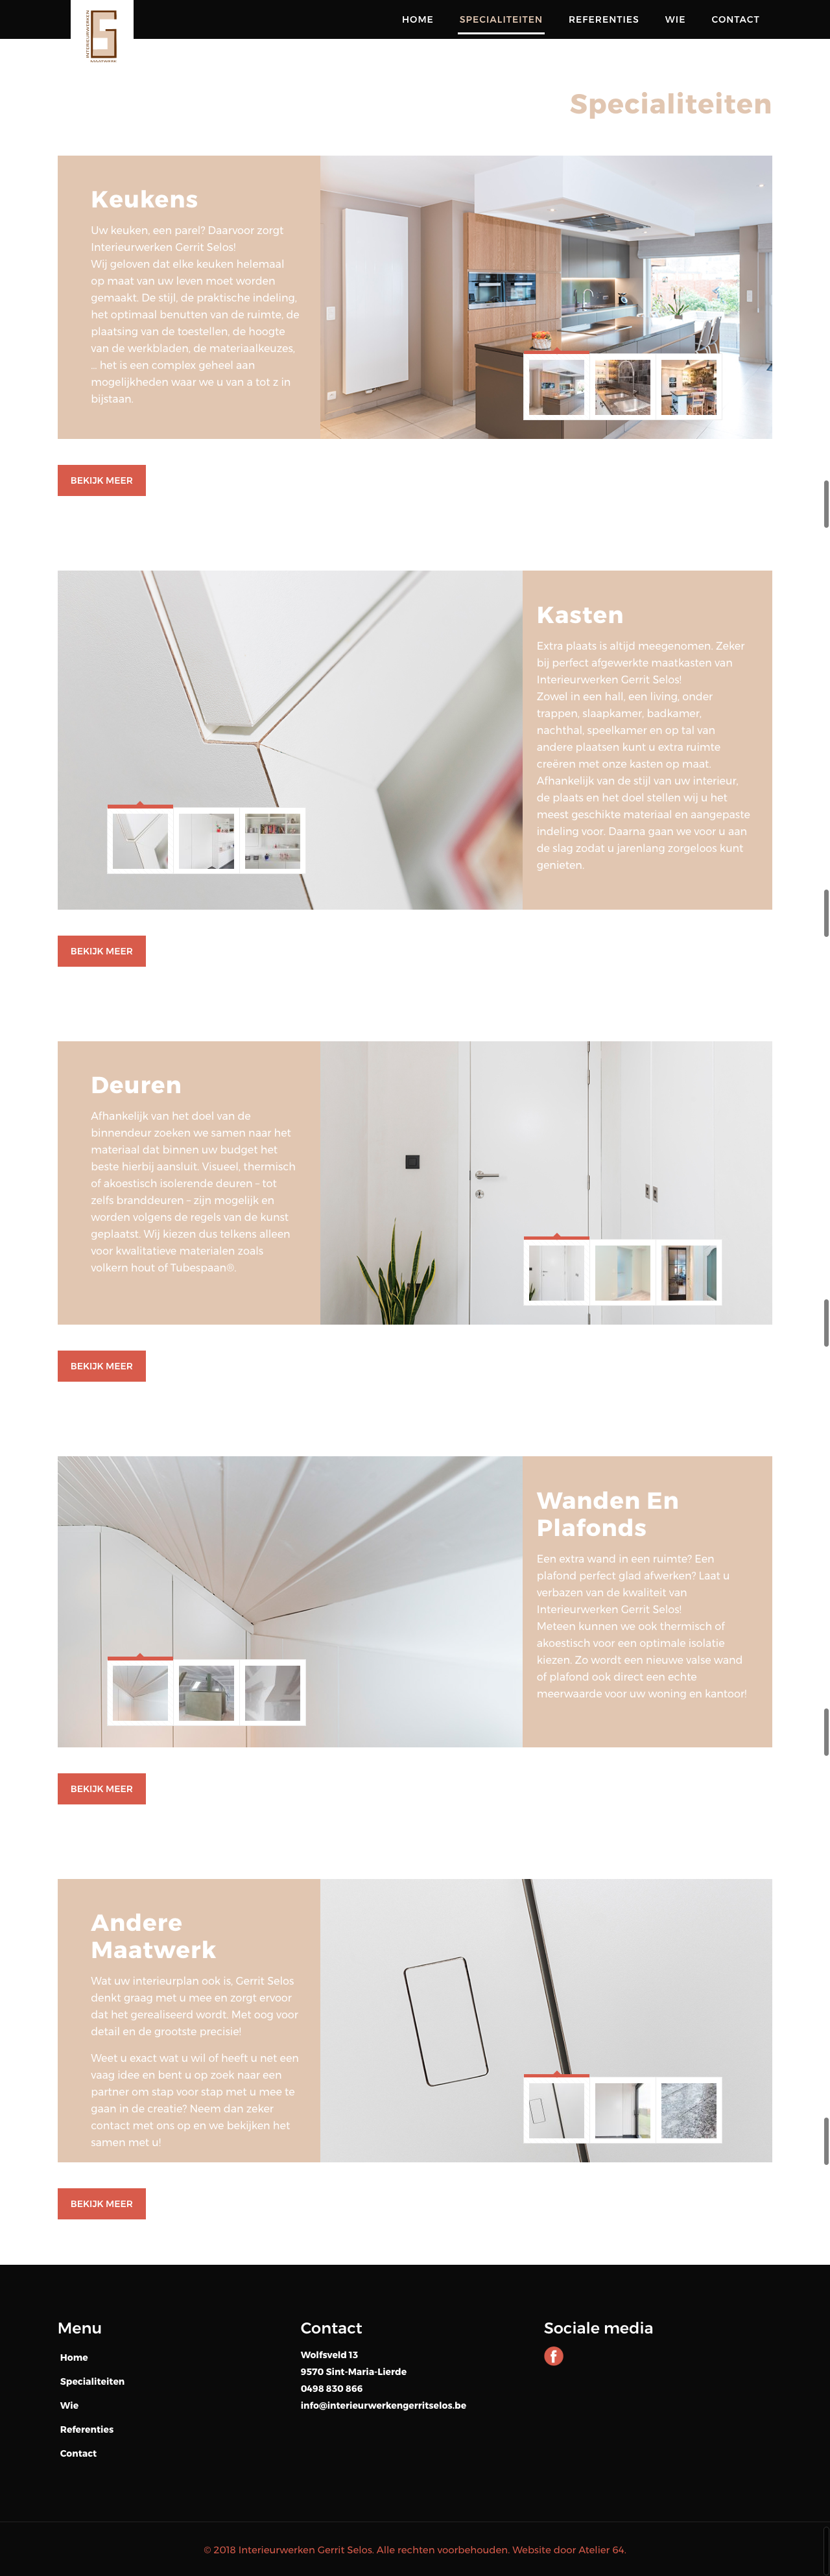 INTERIEURWERKEN
HOME
SPECIALITEITEN
REFERENTIES
WIE
CONTACT
Specialiteiten
Keukens
Uw keuken, een parel? Daarvoor zorgt
Interieurwerken Gerrit Selos!
Wij geloven dat elke keuken helemaal
op maat van uw leven moet worden
gemaakt. De stijl, de praktische indeling,
het optimaal benutten van de ruimte, de
plaatsing van de toestellen, de hoogte
van de werkbladen, de materiaalkeuzes,
... het is een complex geheel aan
mogelijkheden waar we u van a tot z in
bijstaan.
BEKIJK MEER
Kasten
Extra plaats is altijd meegenomen. Zeker
bij perfect afgewerkte maatkasten van
Interieurwerken Gerrit Selos!
Zowel in een hall, een living, onder
trappen, slaapkamer, badkamer,
nachthal, speelkamer en op tal van
andere plaatsen kunt u extra ruimte
creëren met onze kasten op maat.
Afhankelijk van de stijl van uw interieur,
de plaats en het doel stellen wij u het
meest geschikte materiaal en aangepaste
indeling voor. Daarna gaan we voor u aan
de slag zodat u jarenlang zorgeloos kunt
genieten.
BEKIJK MEER
Deuren
Afhankelijk van het doel van de
binnendeur zoeken we samen naar het
materiaal dat binnen uw budget het
beste hierbij aansluit. Visueel, thermisch
of akoestisch isolerende deuren – tot
zelfs branddeuren – zijn mogelijk en
worden volgens de regels van de kunst
geplaatst. Wij kiezen dus telkens alleen
voor kwalitatieve materialen zoals
volkern hout of Tubespaan®.
BEKIJK MEER
Wanden En
Plafonds
Een extra wand in een ruimte? Een
plafond perfect glad afwerken? Laat u
verbazen van de kwaliteit van
Interieurwerken Gerrit Selos!
Meteen kunnen we ook thermisch of
akoestisch voor een optimale isolatie
kiezen. Zo wordt een nieuwe valse wand
of plafond ook direct een echte
meerwaarde voor uw woning en kantoor!
BEKIJK MEER
Andere
Maatwerk
Wat uw interieurplan ook is, Gerrit Selos
denkt graag met u mee en zorgt ervoor
dat het gerealiseerd wordt. Met oog voor
detail en de grootste precisie!
Weet u exact wat u wil of heeft u net een
vaag idee en bent u op zoek naar een
partner om stap voor stap met u mee te
gaan in de creatie? Neem dan zeker
contact met ons op en we bekijken het
samen met u!
BEKIJK MEER
Menu
Home
Specialiteiten
Wie
Referenties
Contact
Contact
Wolfsveld 13
9570 Sint-Maria-Lierde
0498 830 866
info@interieurwerkengerritselos.be
Sociale media
© 2018 Interieurwerken Gerrit Selos. Alle rechten voorbehouden. Website door Atelier 64.